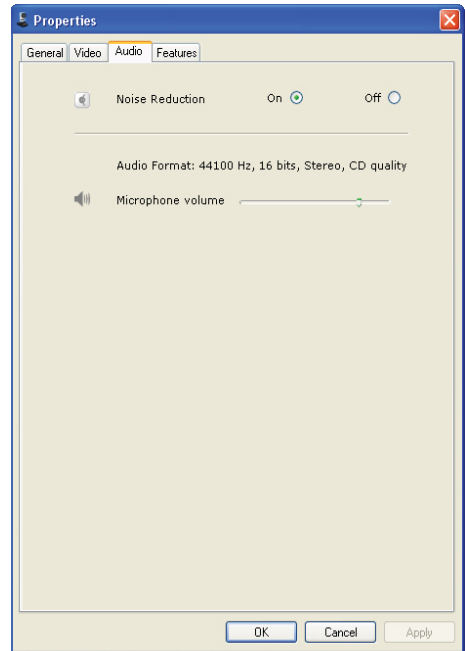 Properties
General Video Audio Features
Noise Reduction On Off
Audio Format: 44100 Hz, 16 bits, Stereo, CD quality
Microphone volume
OK Cancel Apply